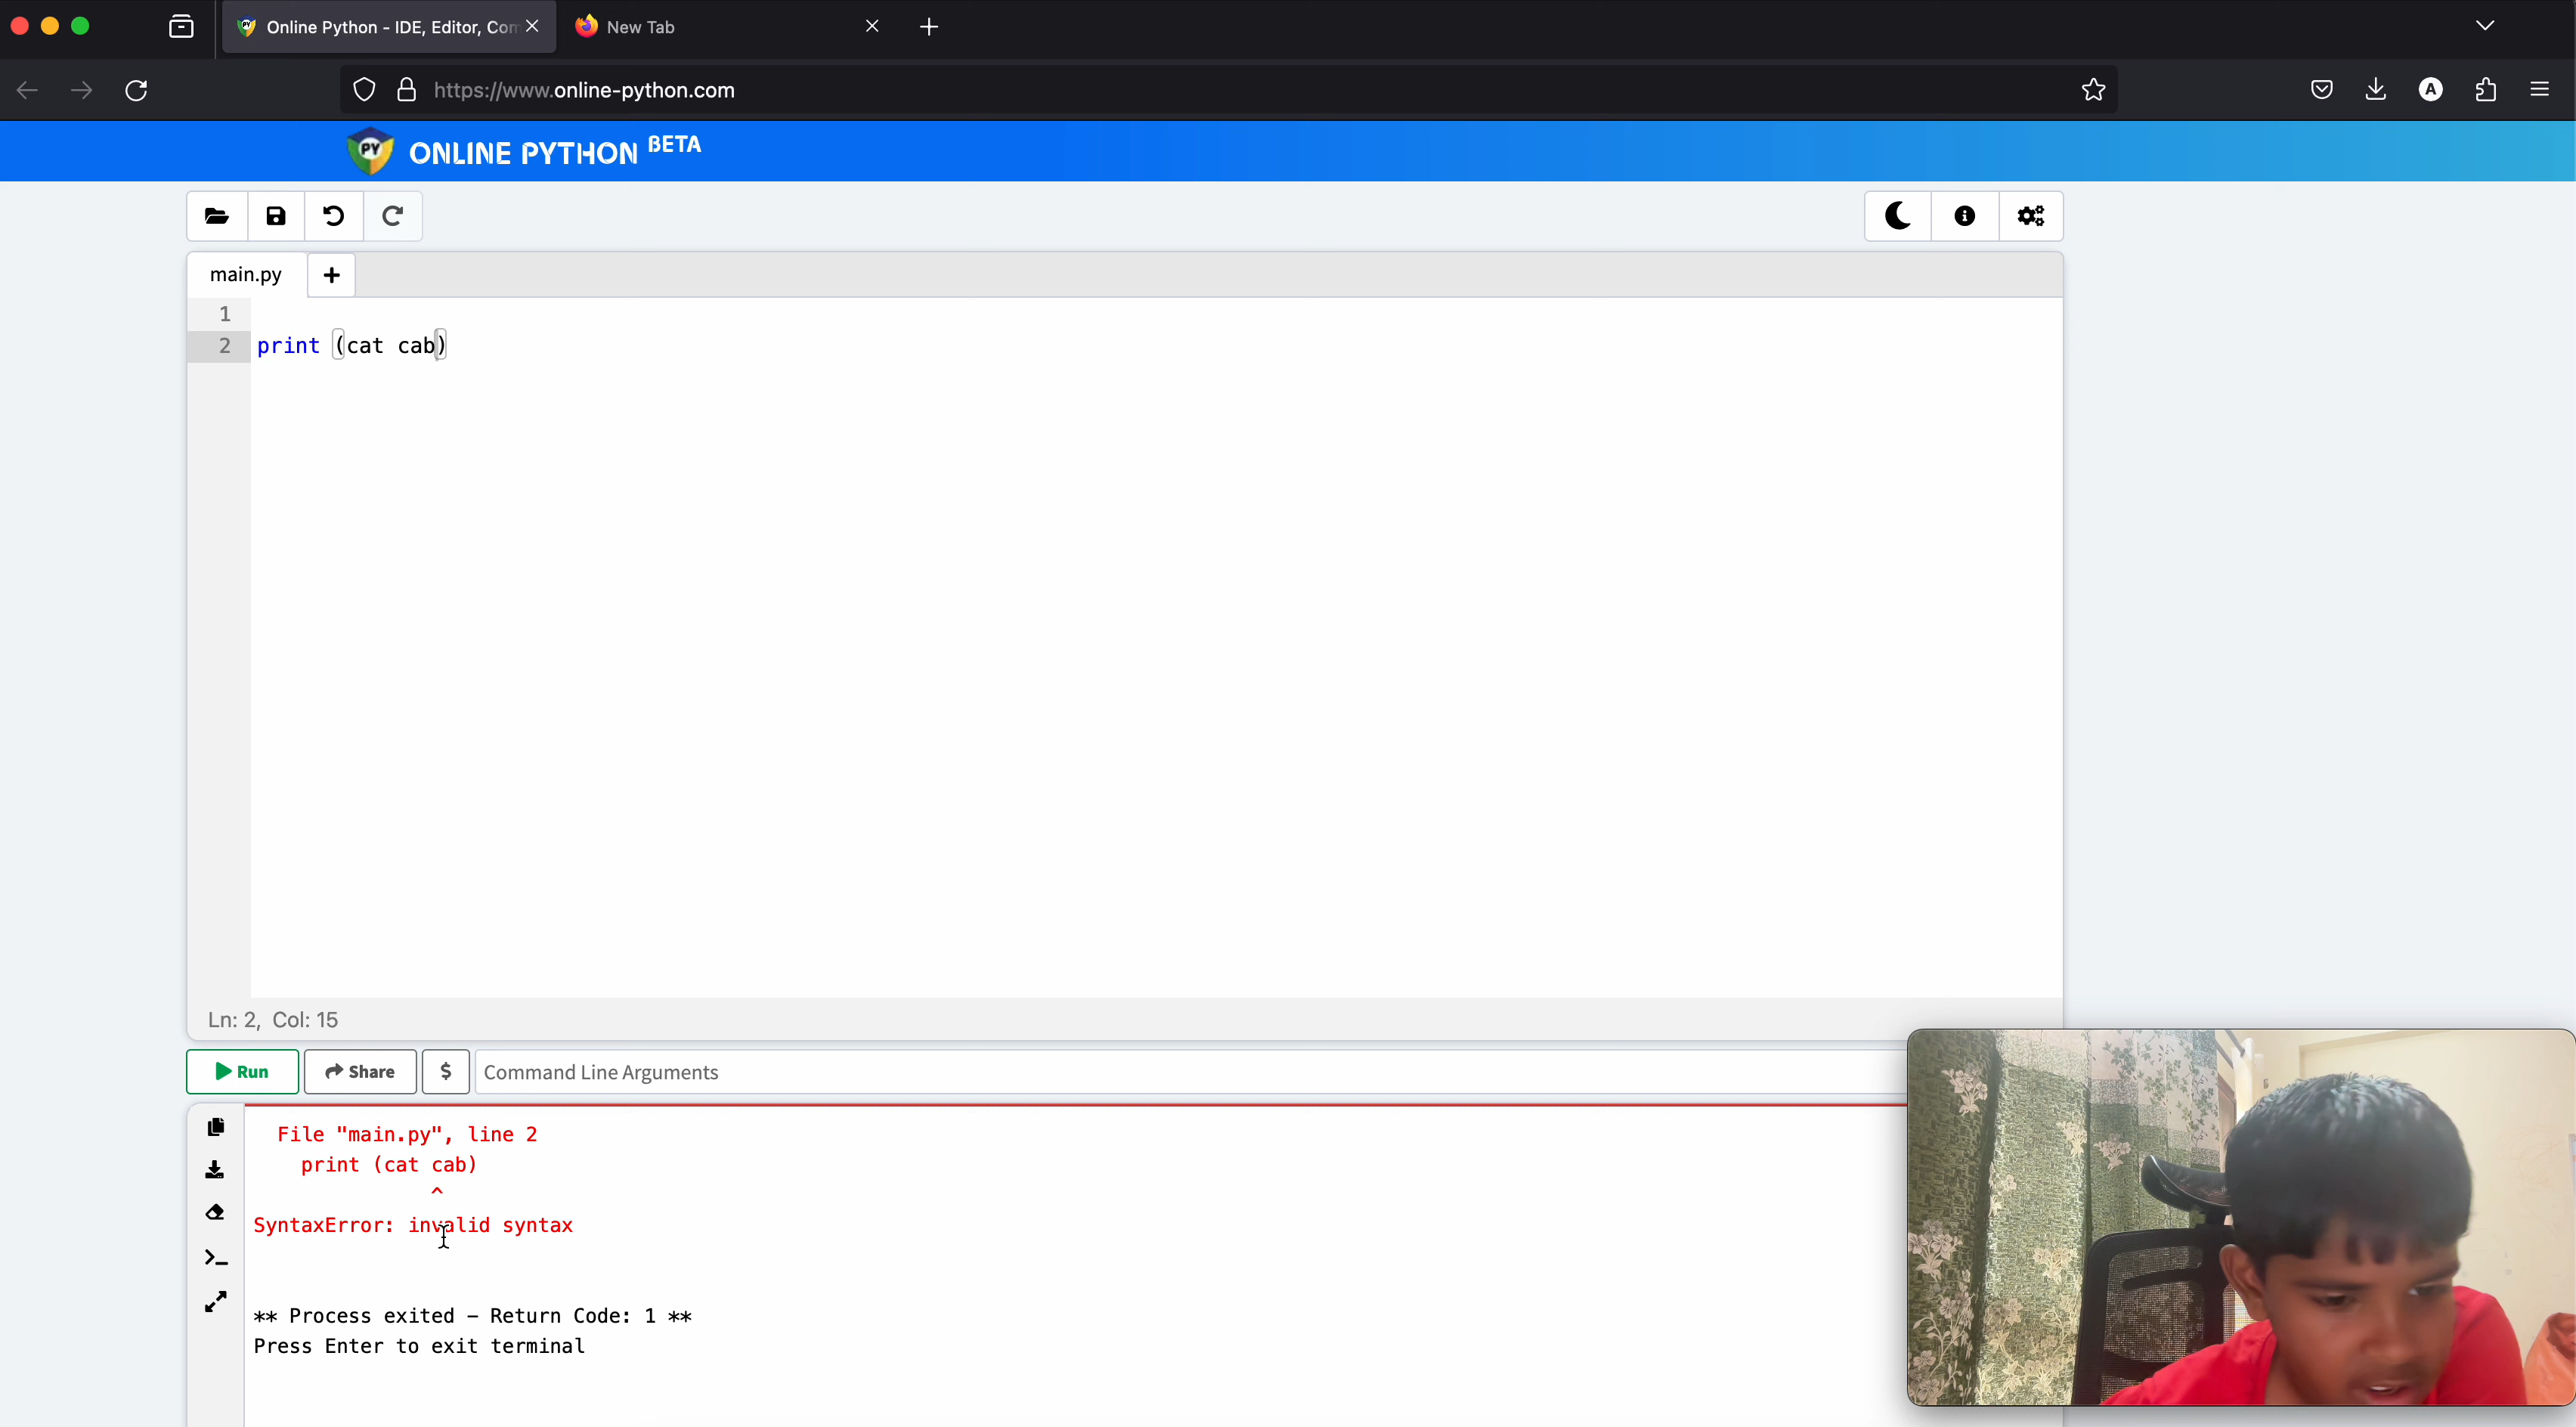 Online Python - IDE, Editor, Com
New Tab
https://www.online-python.com
A
PY ONLINE PYTHON BETA
main.py
1
2 print (cat cab)
Ln: 2, Col: 15
Run Share $ Command Line Arguments
File "main.py", line 2
print (cat cab)
^
SyntaxError: invalid syntax
** Process exited - Return Code: 1 **
Press Enter to exit terminal